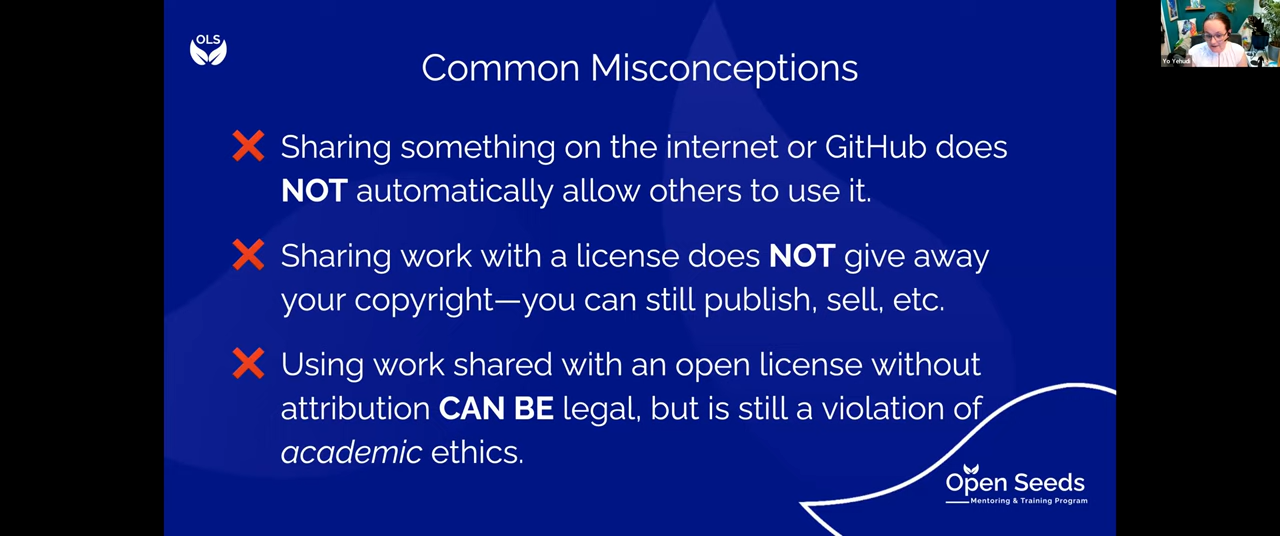 OLS
Common Misconceptions
Sharing something on the internet or GitHub does
NOT automatically allow others to use it.
Sharing work with a license does NOT give away
your copyright—you can still publish, sell, etc.
Using work shared with an open license without
attribution CAN BE legal, but is still a violation of
academic ethics.
Open Seeds
Mentoring & Training Program
Yo Yehudi